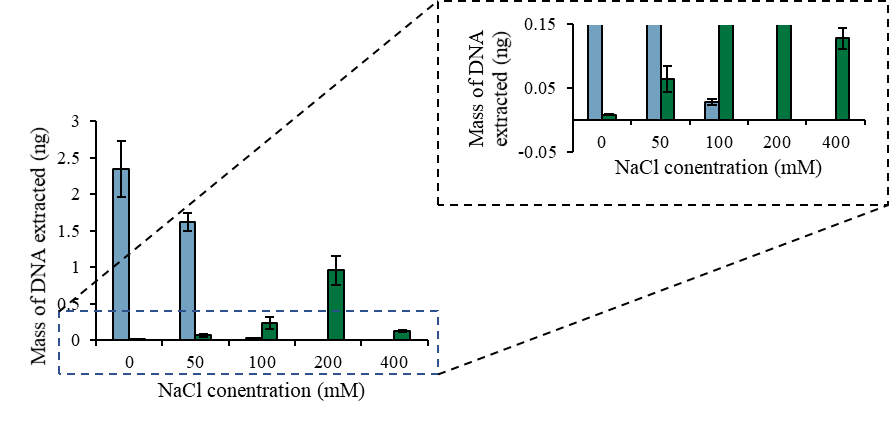 0.15
0.05
-0.05
Mass of DNA
extracted (ng)
0 50 100 200 400
NaCl conentration (mM)
3
2.5
2
1.5
1
0.5
0
Mass of DNA extracted (ng)
0 50 100 200 400
NaCl conentration (mM)